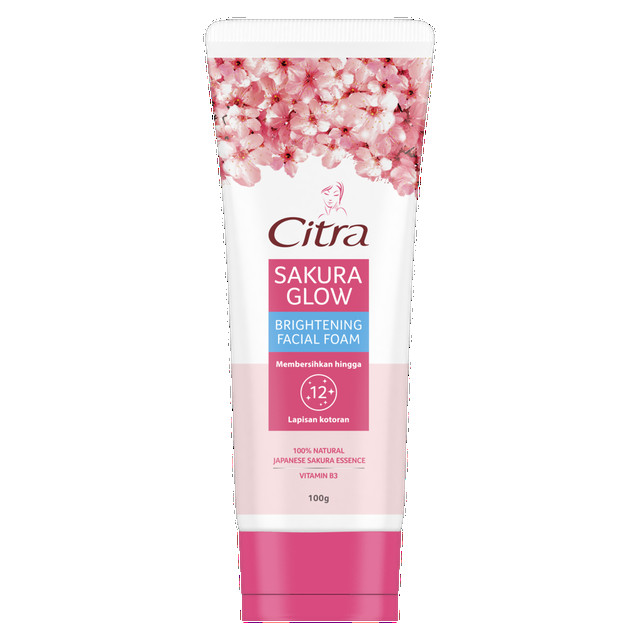 Citra
SAKURA
GLOW
BRIGHTENING
FACIAL FOAM
Membersihkan hingga
12
Lapisan kotoran
100% NATURAL
JAPANESE SAKURA ESSENCE
VITAMIN B3
100g